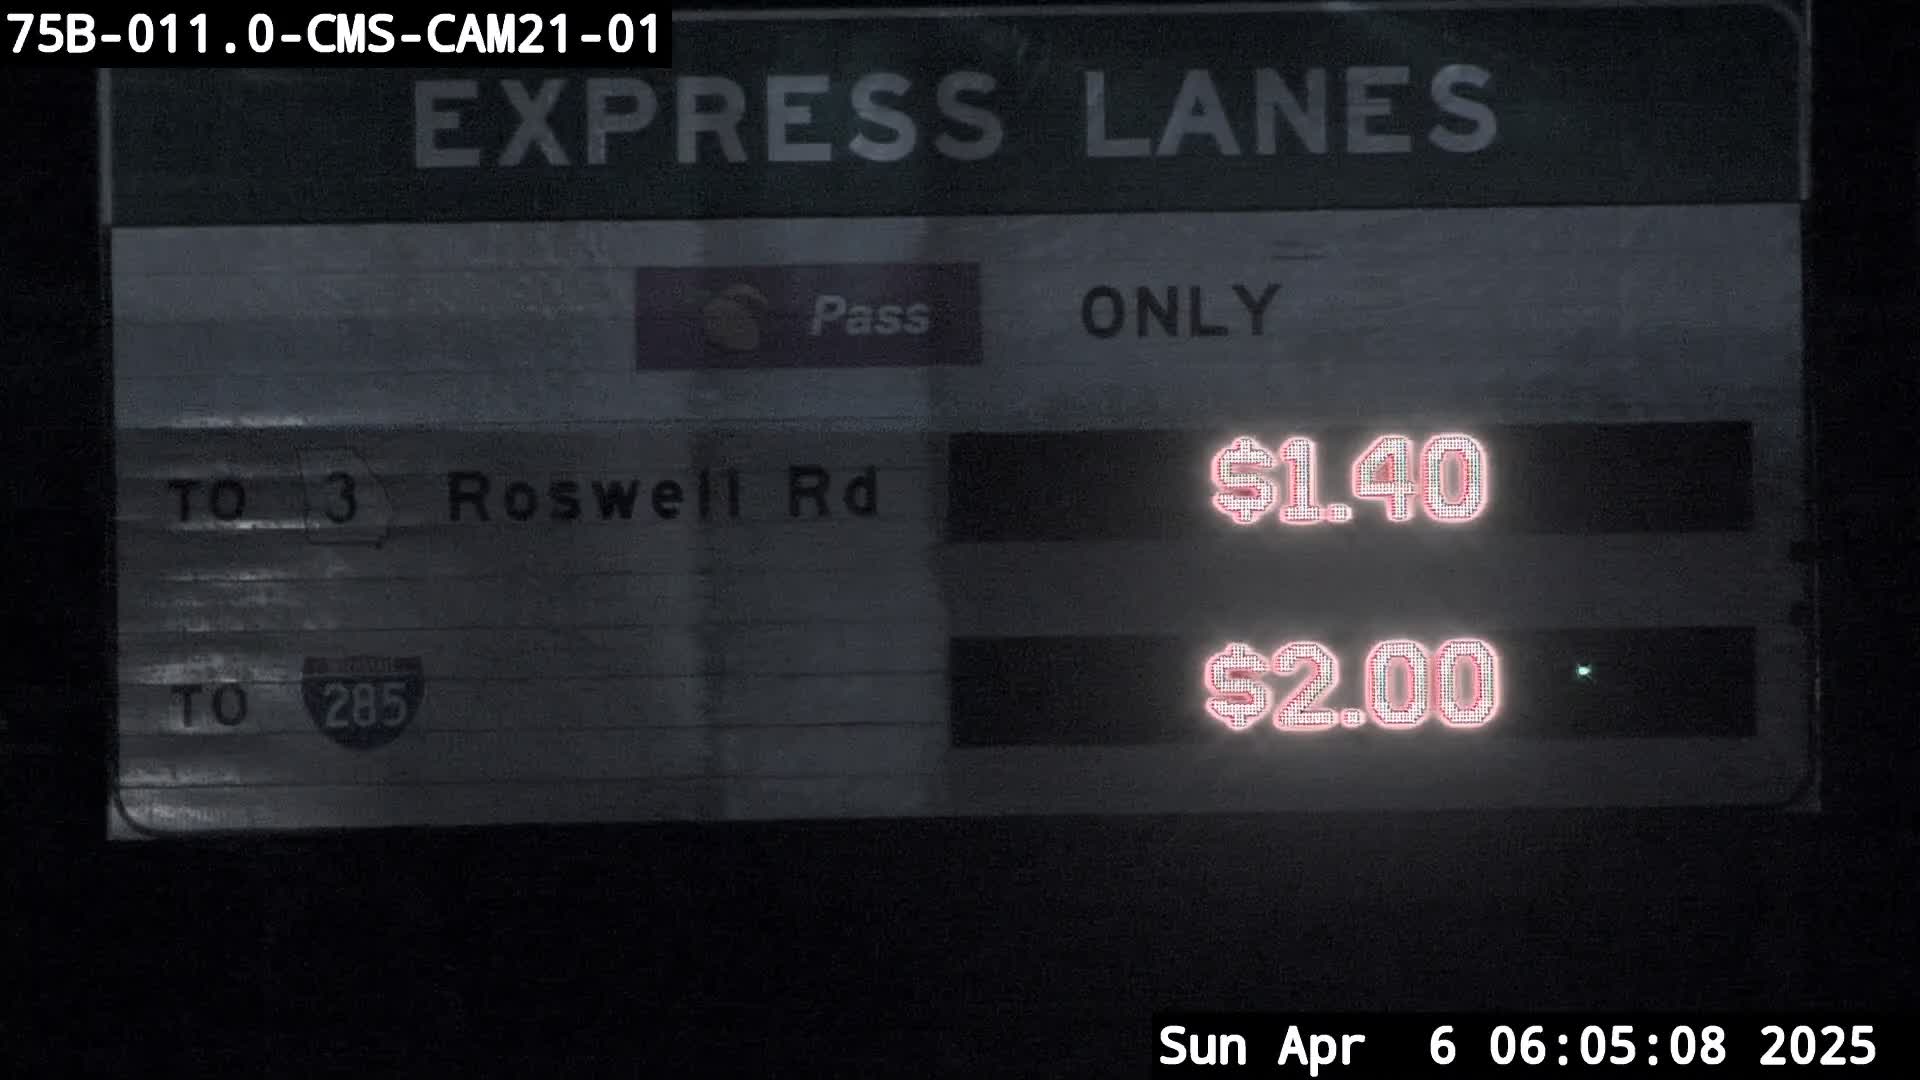 75B-011.0-CMS-CAM21-01
EXPRESS LANES
Pass ONLY
TO 3 Roswell Rd $1.40
TO INTERSTATE 285 $2.00
Sun Apr 6 06:05:08 2025